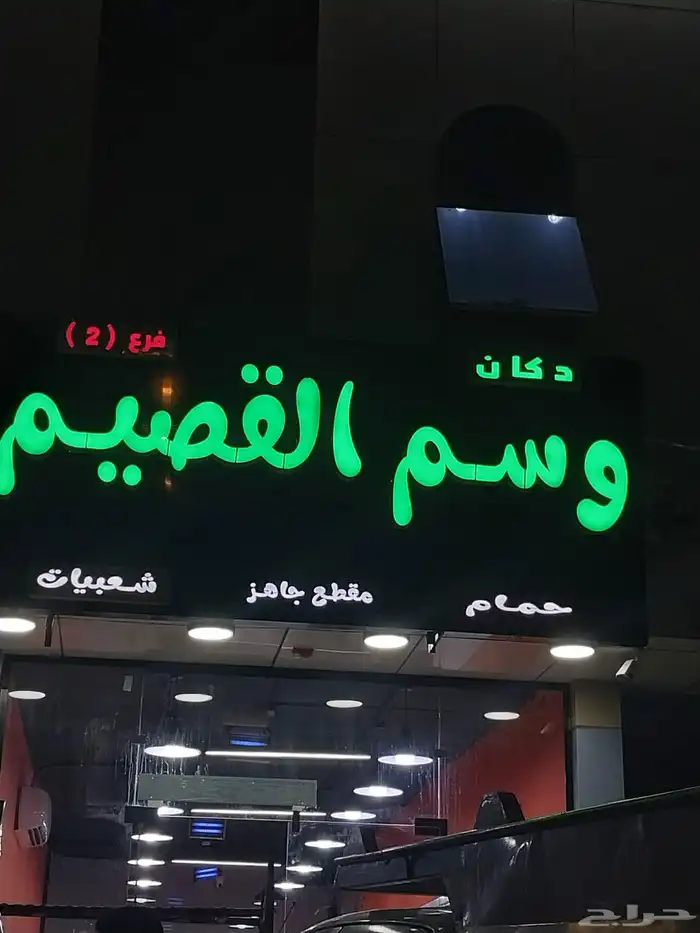 دكان
وسم القصيم
فرع (2)
حمام
مقطع جاهز
شعبيات
حراج